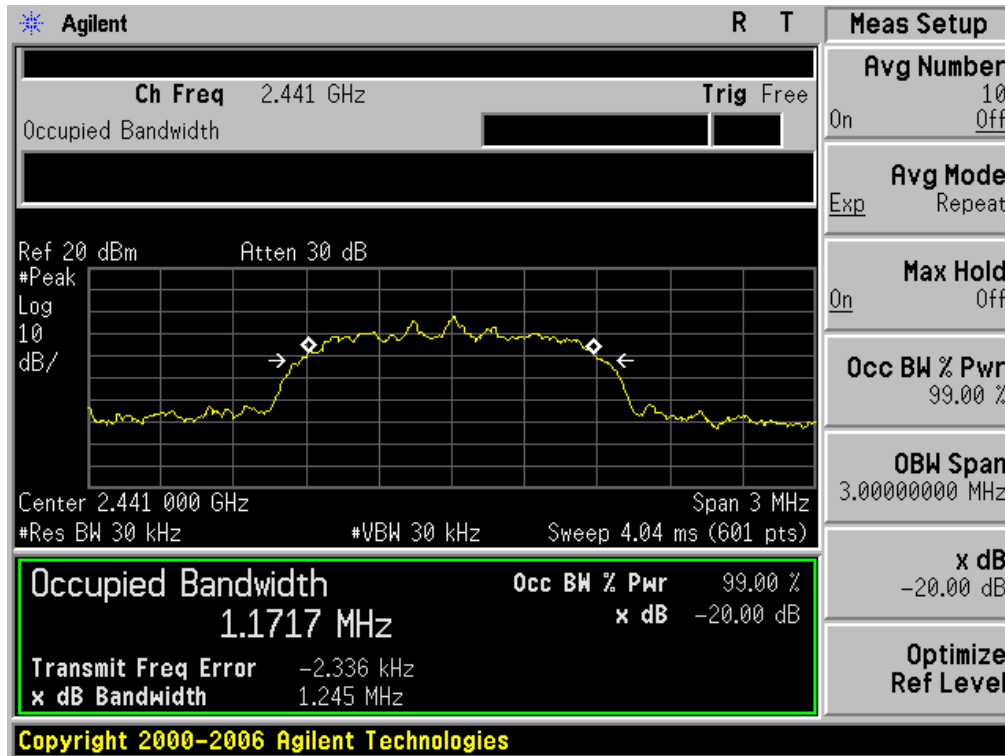 Agilent R T
Ch Freq 2.441 GHz Trig Free
Occupied Bandwidth
Ref 20 dBm Atten 30 dB
#Peak
Log
10
dB/
Center 2.441 000 GHz Span 3 MHz
#Res BW 30 kHz #VBW 30 kHz Sweep 4.04 ms (601 pts)
Occupied Bandwidth Occ BW % Pwr 99.00 %
1.1717 MHz x dB -20.00 dB
Transmit Freq Error -2.336 kHz
x dB Bandwidth 1.245 MHz
Meas Setup
Avg Number
10
On Off
Avg Mode
Exp Repeat
Max Hold
On Off
Occ BW % Pwr
99.00 %
OBW Span
3.00000000 MHz
x dB
-20.00 dB
Optimize
Ref Level
Copyright 2000-2006 Agilent Technologies